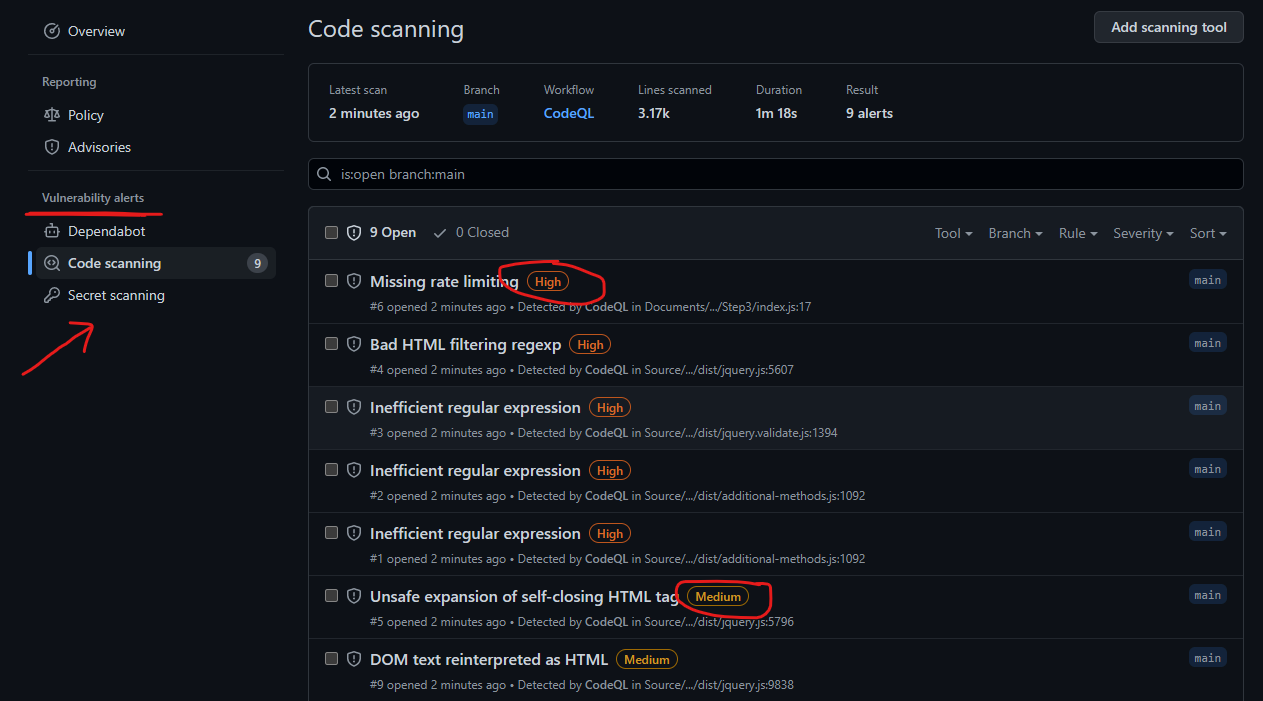 Overview
Reporting
Policy
Advisories
Vulnerability alerts
Dependabot
Code scanning 9
Secret scanning
Code scanning
Add scanning tool
Latest scan Branch Workflow Lines scanned Duration Result
2 minutes ago main CodeQL 3.17k 1m 18s 9 alerts
is:open branch:main
9 Open 0 Closed Tool Branch Rule Severity Sort
Missing rate limiting High main
#6 opened 2 minutes ago • Detected by CodeQL in Documents/.../Step3/index.js:17
Bad HTML filtering regexp High main
#4 opened 2 minutes ago • Detected by CodeQL in Source/.../dist/jquery.js:5607
Inefficient regular expression High main
#3 opened 2 minutes ago • Detected by CodeQL in Source/.../dist/jquery.validate.js:1394
Inefficient regular expression High main
#2 opened 2 minutes ago • Detected by CodeQL in Source/.../dist/additional-methods.js:1092
Inefficient regular expression High main
#1 opened 2 minutes ago • Detected by CodeQL in Source/.../dist/additional-methods.js:1092
Unsafe expansion of self-closing HTML tag Medium main
#5 opened 2 minutes ago • Detected by CodeQL in Source/.../dist/jquery.js:5796
DOM text reinterpreted as HTML Medium main
#9 opened 2 minutes ago • Detected by CodeQL in Source/.../dist/jquery.js:9838